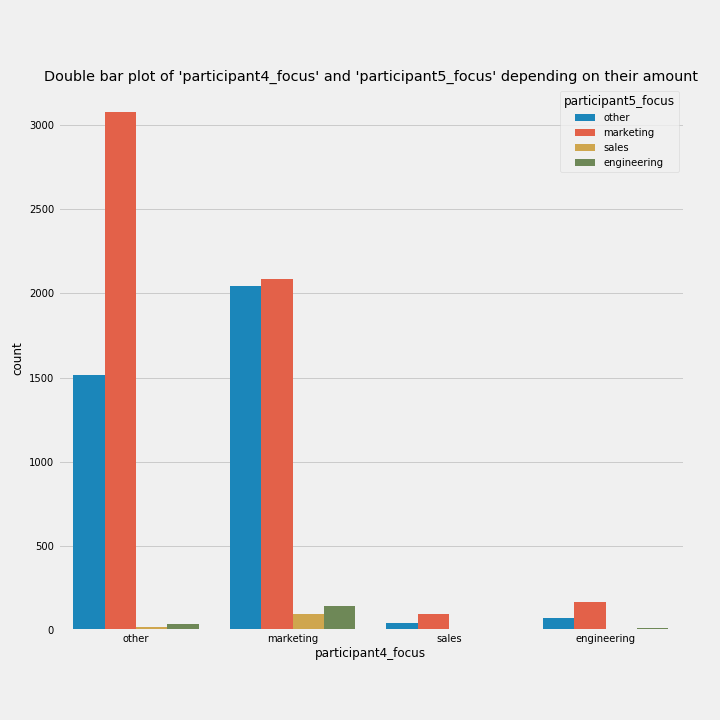 Double bar plot of 'participant4_focus' and 'participant5_focus' depending on their amount
participant5_focus
other
marketing
sales
engineering
3000
2500
2000
1500
1000
500
0
count
other marketing sales engineering
participant4_focus